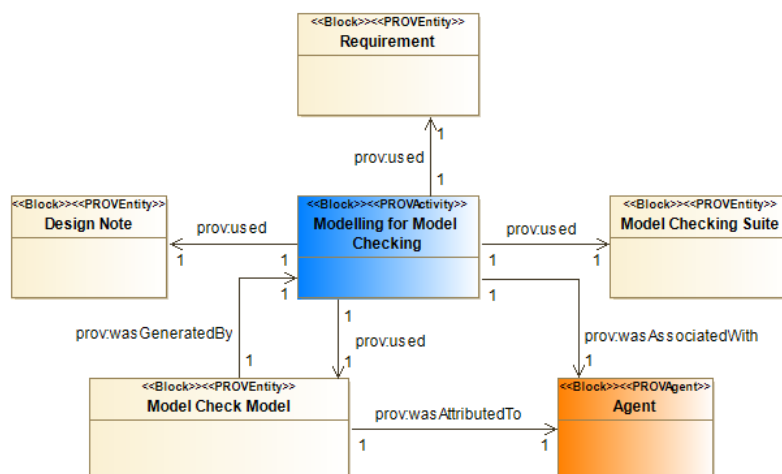 <<Block>><<PROVEntity>>
Requirement
1
prov:used
1
<<Block>><<PROVEntity>>
Design Note
prov:used
1
1
<<Block>><<PROVActivity>>
Modelling for Model
Checking
prov:used
1
1
<<Block>><<PROVEntity>>
Model Checking Suite
1
1
1
prov:wasGeneratedBy
1
prov:used
1
prov:wasAssociatedWith
1
<<Block>><<PROVEntity>>
Model Check Model
prov:wasAttributedTo
1
1
<<Block>><<PROVAgent>>
Agent